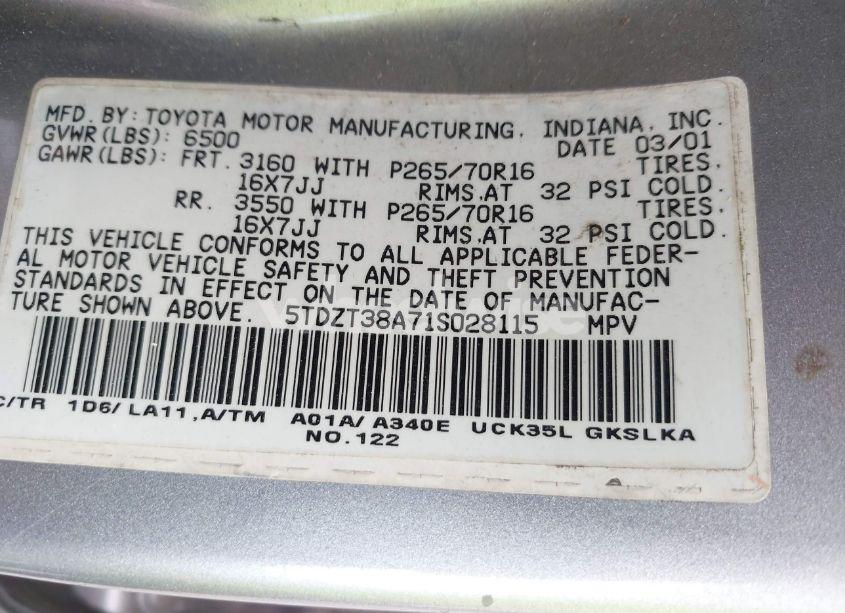 MFD. BY: TOYOTA MOTOR MANUFACTURING, INDIANA, INC.
GVWR(LBS): 6500 DATE 03/01
GAWR(LBS): FRT. 3160 WITH P265/70R16 TIRES.
16X7JJ RIMS.AT 32 PSI COLD.
RR. 3550 WITH P265/70R16 TIRES.
16X7JJ RIMS.AT 32 PSI COLD.
THIS VEHICLE CONFORMS TO ALL APPLICABLE FEDER-
AL MOTOR VEHICLE SAFETY AND THEFT PREVENTION
STANDARDS IN EFFECT ON THE DATE OF MANUFAC-
TURE SHOWN ABOVE. 5TDZT38A71S028115 MPV
C/TR 1D6/LA11,A/TM A01A/A340E UCK35L GKSLKA
NO.122